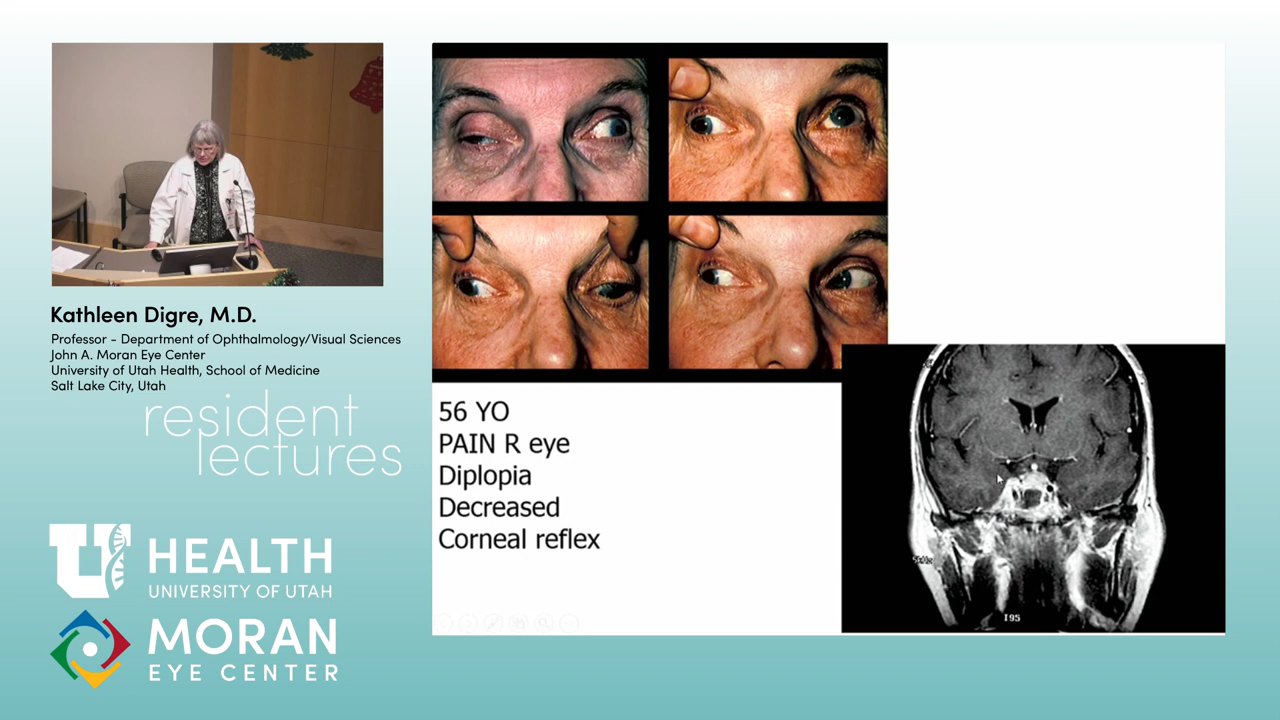 Kathleen Digre, M.D.
Professor - Department of Ophthalmology/Visual Sciences
John A. Moran Eye Center
University of Utah Health, School of Medicine
Salt Lake City, Utah
resident
lectures
U HEALTH
UNIVERSITY OF UTAH
MORAN
EYE CENTER
56 YO
PAIN R eye
Diplopia
Decreased
Corneal reflex
I95